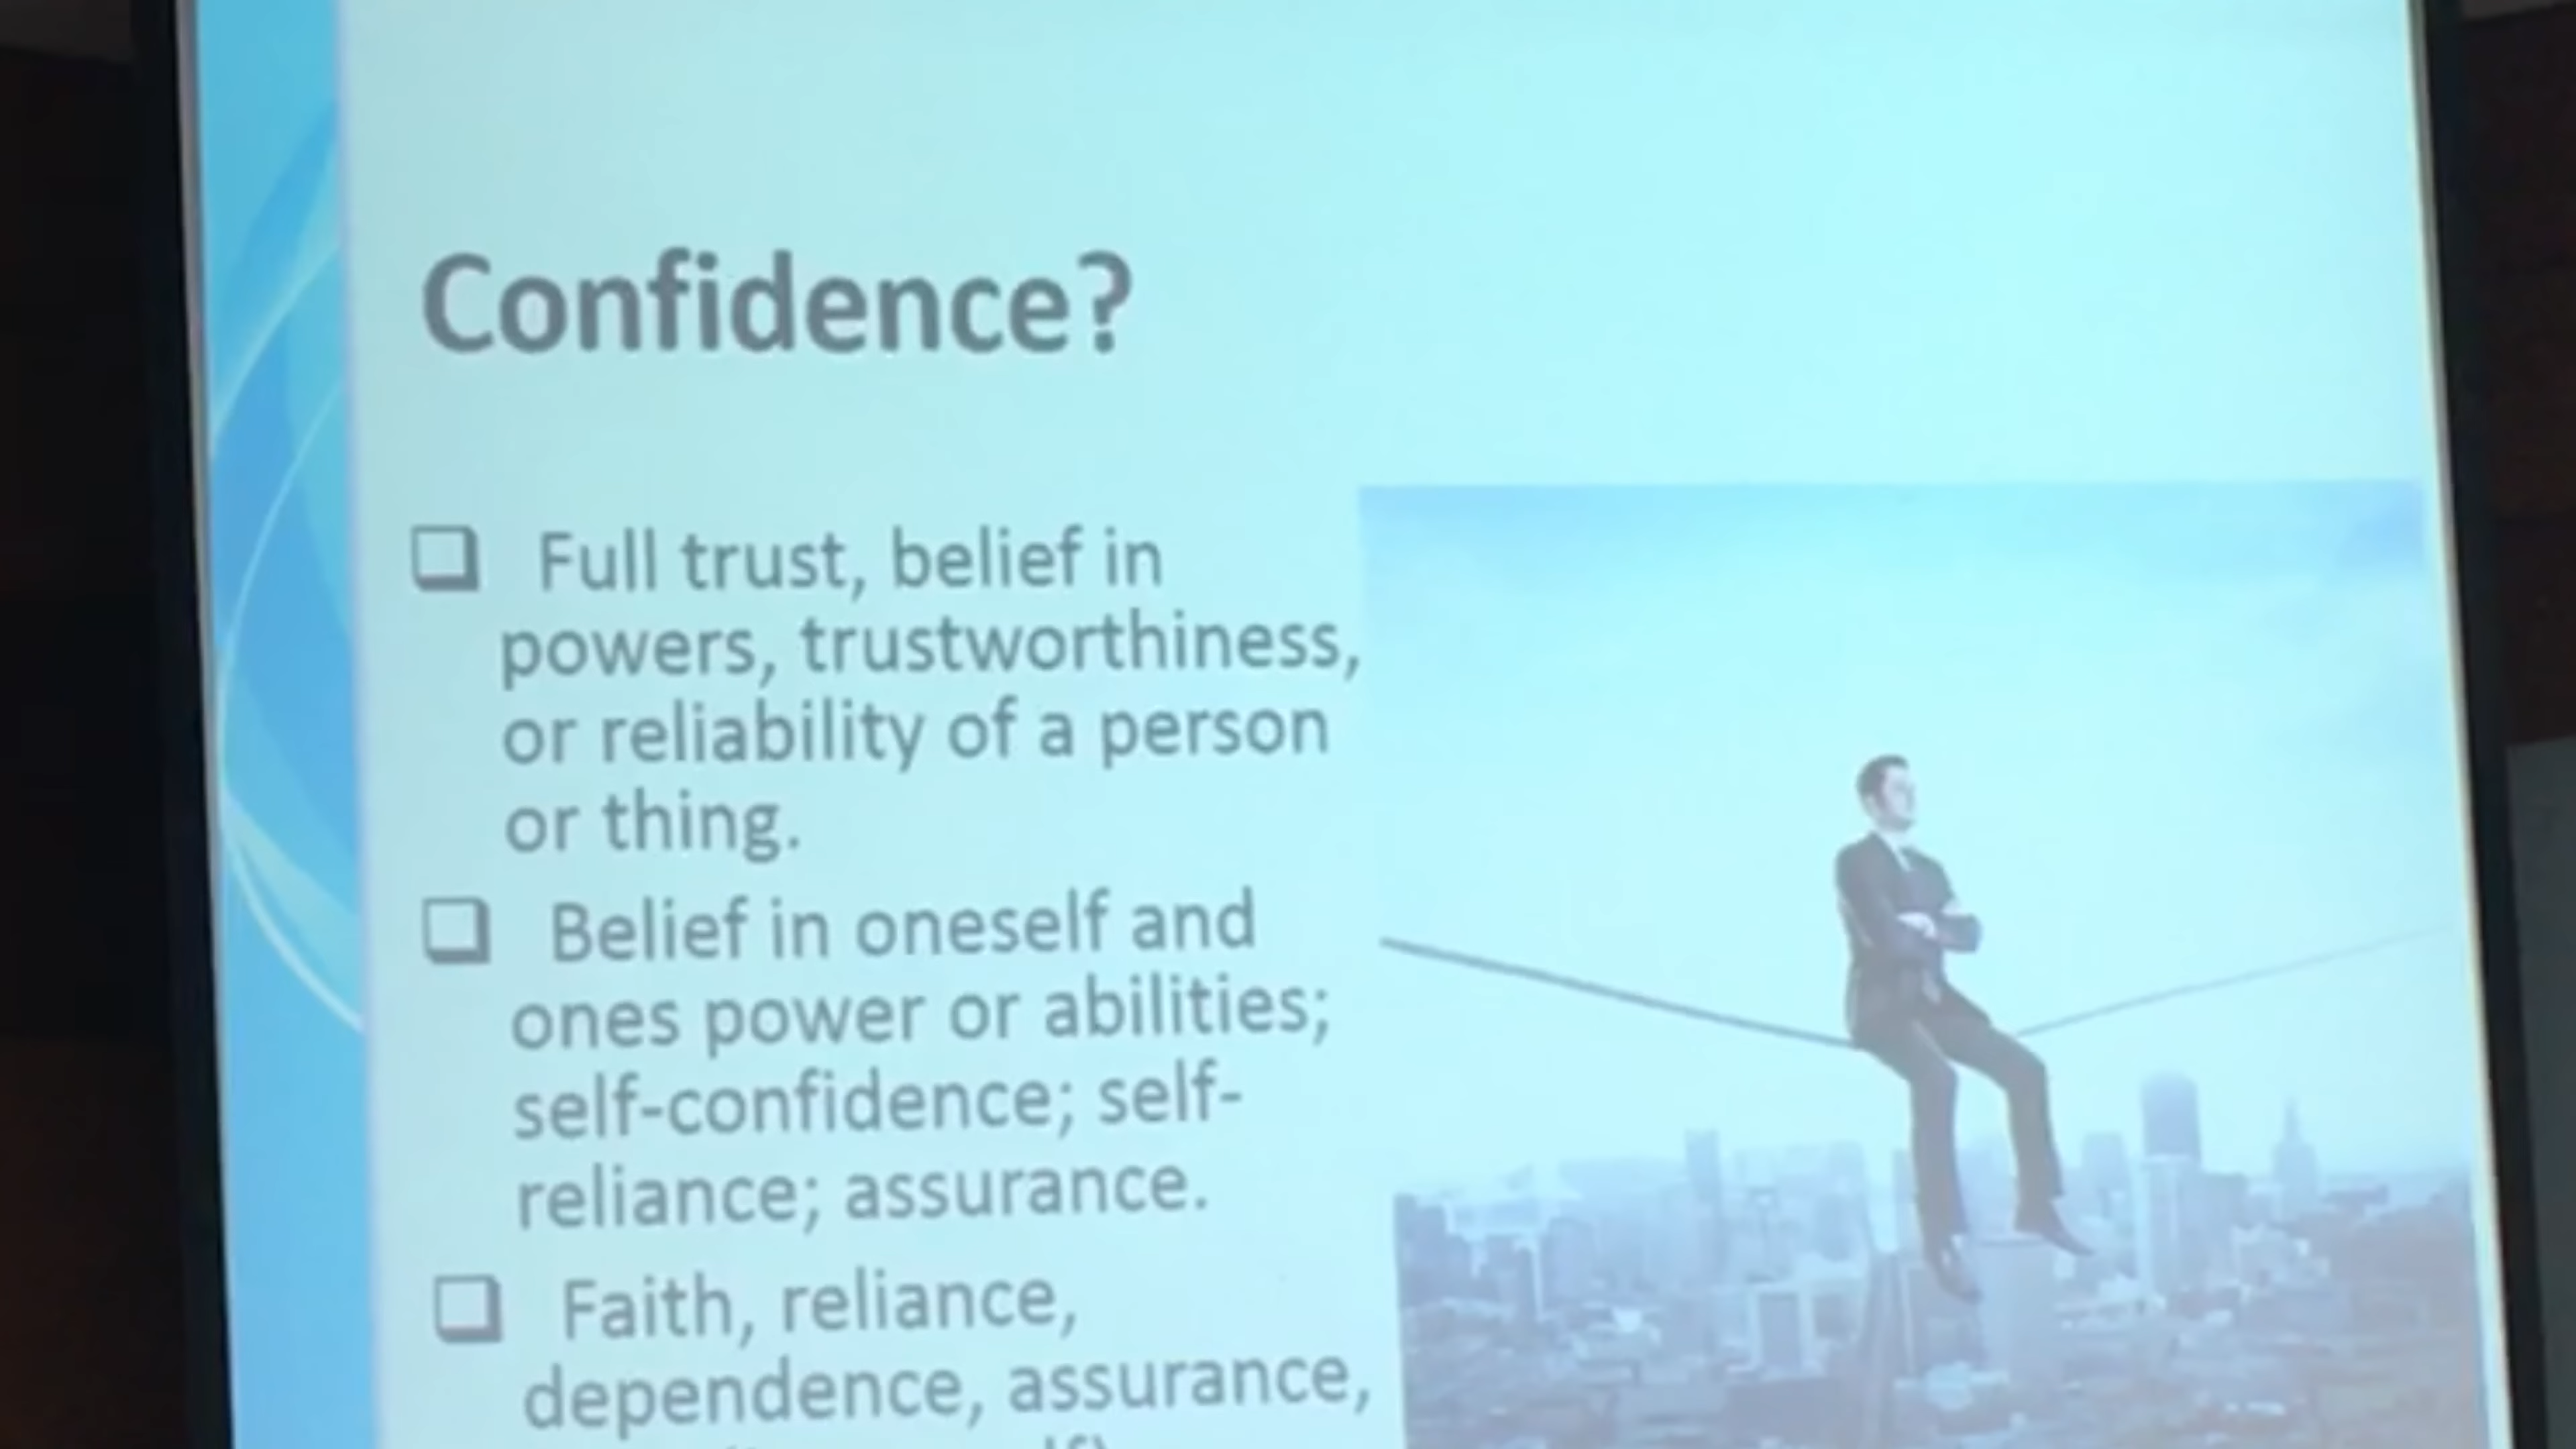 Confidence?
Full trust, belief in
powers, trustworthiness,
or reliability of a person
or thing.
Belief in oneself and
ones power or abilities;
self-confidence; self-
reliance; assurance.
Faith, reliance,
dependence, assurance,